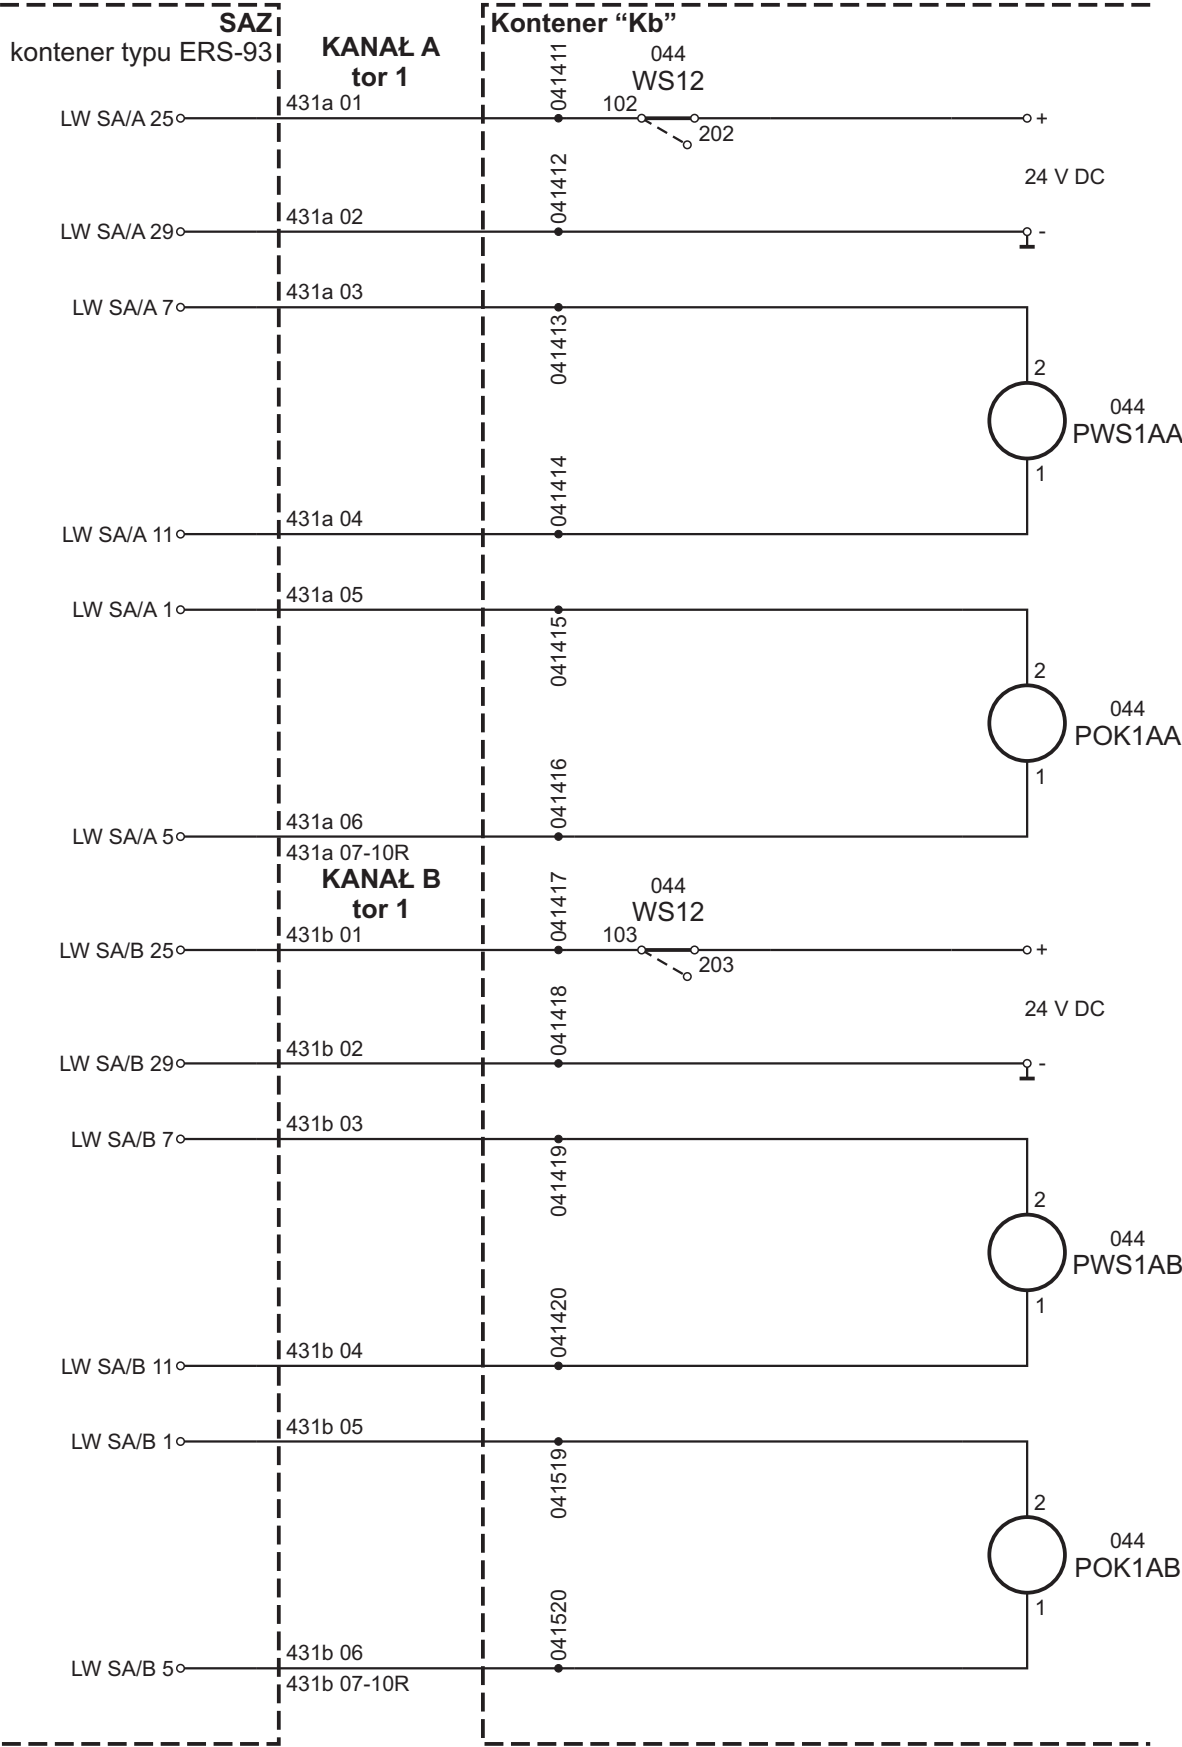 SAZ
kontener typu ERS-93
KANAŁ A
tor 1
Kontener “Kb”
LW SA/A 25
431a 01
041411
044
WS12
102
202
+
24 V DC
LW SA/A 29
431a 02
041412
-
LW SA/A 7
431a 03
041413
2
044
PWS1AA
1
LW SA/A 11
431a 04
041414
LW SA/A 1
431a 05
041415
2
044
POK1AA
1
LW SA/A 5
431a 06
041416
431a 07-10R
KANAŁ B
tor 1
LW SA/B 25
431b 01
041417
044
WS12
103
203
+
24 V DC
LW SA/B 29
431b 02
041418
-
LW SA/B 7
431b 03
041419
2
044
PWS1AB
1
LW SA/B 11
431b 04
041420
LW SA/B 1
431b 05
041519
2
044
POK1AB
1
LW SA/B 5
431b 06
041520
431b 07-10R